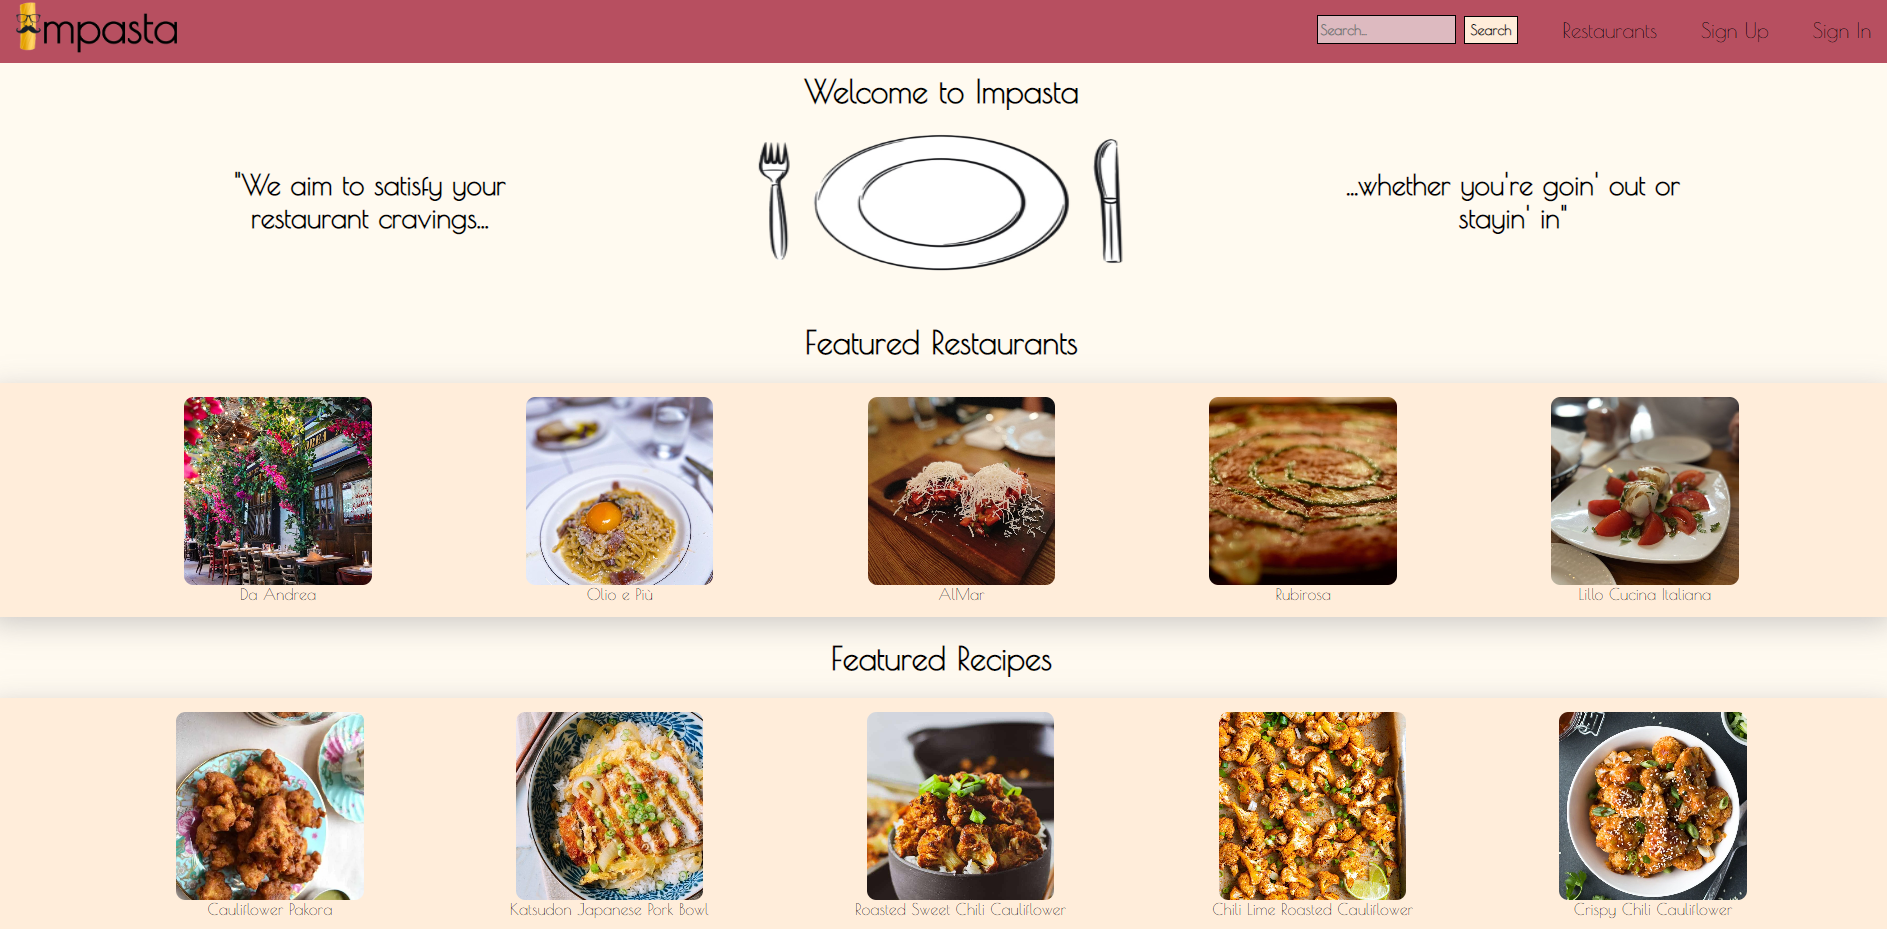 Impasta
Search...
Search
Restaurants
Sign Up
Sign In
Welcome to Impasta
"We aim to satisfy your
restaurant cravings...
...whether you're goin' out or
stayin' in"
Featured Restaurants
Da Andrea
Olio e Più
AlMar
Rubirosa
Lillo Cucina Italiana
Featured Recipes
Cauliflower Pakora
Katsudon Japanese Pork Bowl
Roasted Sweet Chili Cauliflower
Chili Lime Roasted Cauliflower
Crispy Chili Cauliflower